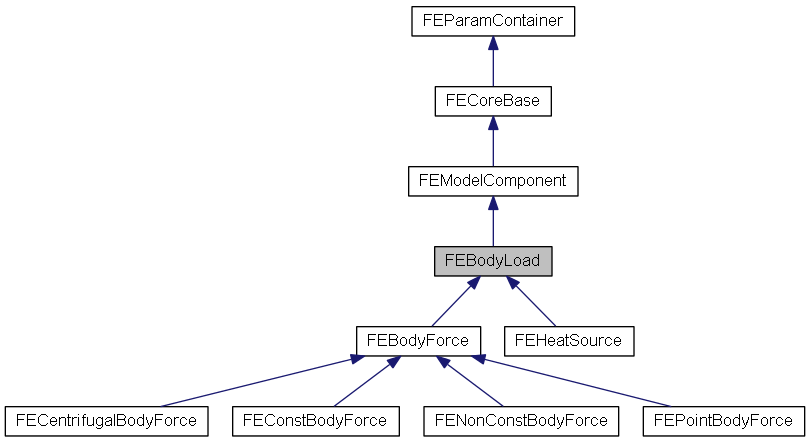 FEParamContainer
FECoreBase
FEModelComponent
FEBodyLoad
FEBodyForce
FEHeatSource
FECentrifugalBodyForce
FEConstBodyForce
FENonConstBodyForce
FEPointBodyForce